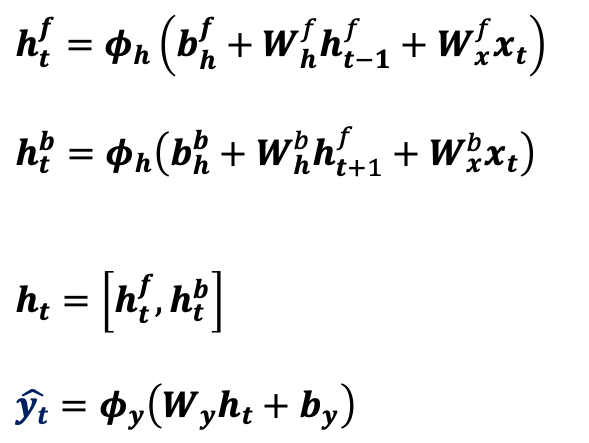 h_t^f = ϕ_h(b_h^f + W_h^f h_{t−1}^f + W_x^f x_t)
h_t^b = ϕ_h(b_h^b + W_h^b h_{t+1}^f + W_x^b x_t)
h_t = [h_t^f, h_t^b]
ŷ_t = ϕ_y(W_y h_t + b_y)